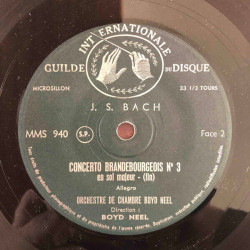 INTERNATIONALE
GUILDE DU DISQUE
MICROSILLON
33 1/3 TOURS
J. S. BACH
MMS 940
S.P.
Face 2
CONCERTO BRANDEBOURGEOIS N° 3
en sol majeur - (fin)
Allegro
ORCHESTRE DE CHAMBRE BOYD NEEL
Direction :
BOYD NEEL